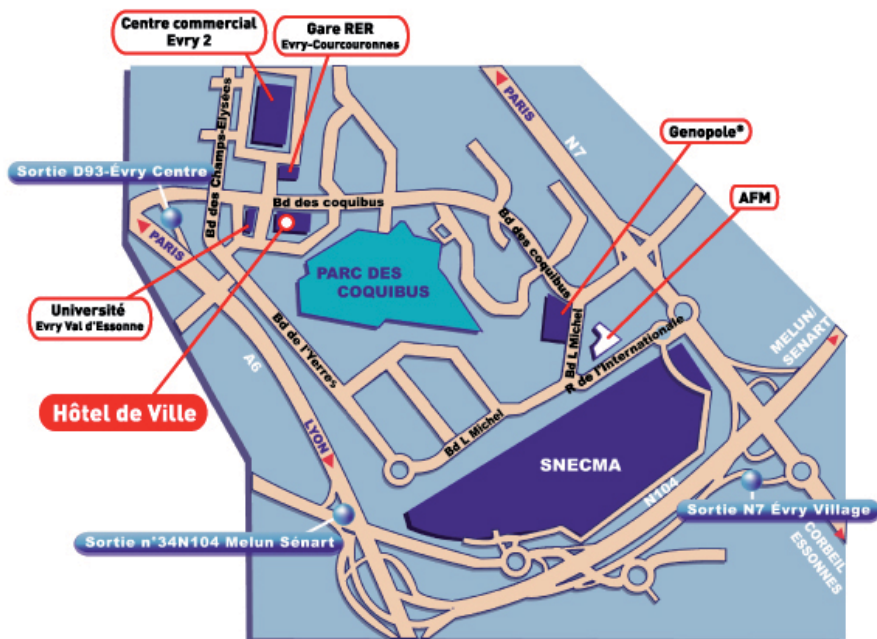 Centre commercial
Evry 2
Gare RER
Evry-Courcouronnes
PARIS
N7
Genopole®
AFM
Sortie D93-Évry Centre
Bd des Champs-Elysées
Bd des coquibus
Bd des coquibus
PARIS
PARC DES
COQUIBUS
Université
Evry Val d'Essonne
Bd de l'Yerres
A6
Bd L Michel
R de l'Internationale
MELUN/
SENART
Hôtel de Ville
LYON
Bd L Michel
SNECMA
N104
Sortie N7 Évry Village
Sortie n°34N104 Melun Sénart
CORBEIL
ESSONNES